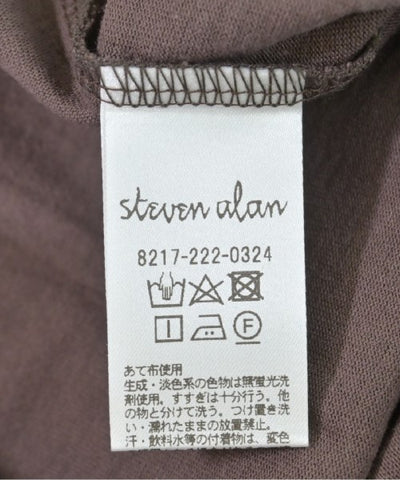 steven alan
8217-222-0324
F
あて布使用
生成・淡色系の色物は無蛍光洗
剤使用。すすぎは十分行う。他
の物と分けて洗う。つけ置き洗
い・濡れたままの放置は禁止。
汗・飲料水等の付着物は、変色